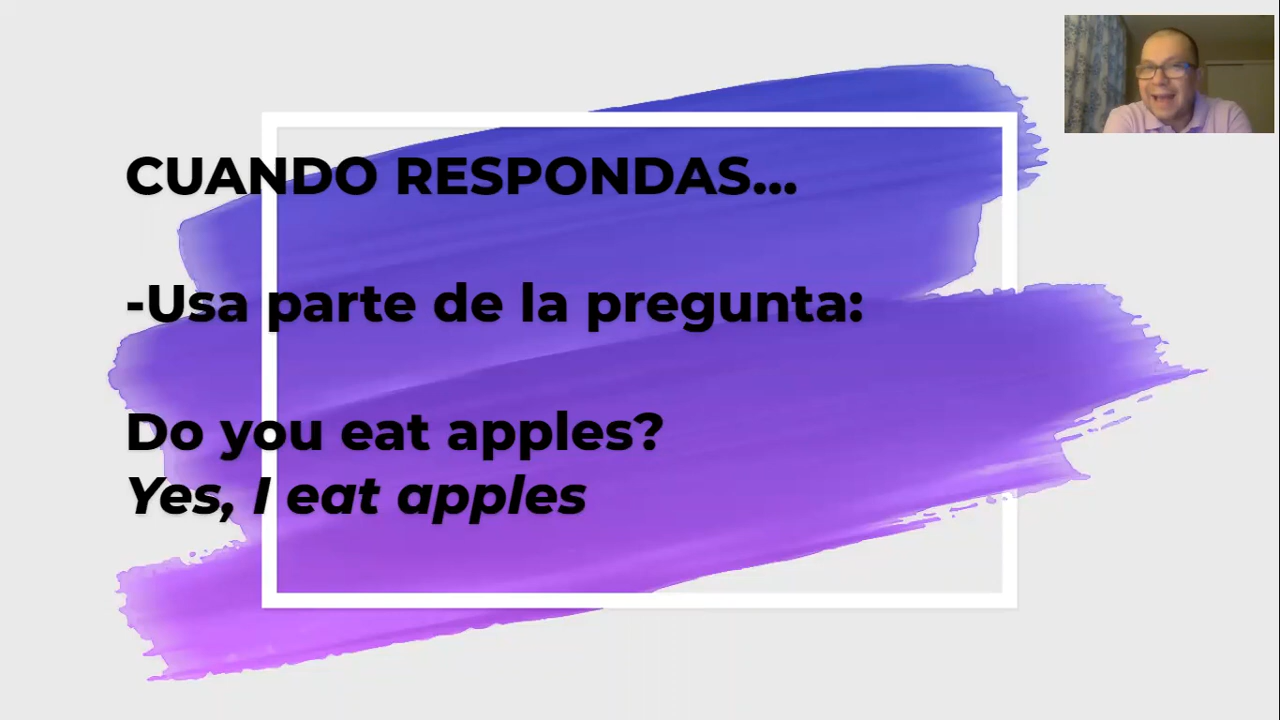 CUANDO RESPONDAS...
-Usa parte de la pregunta:
Do you eat apples?
Yes, I eat apples